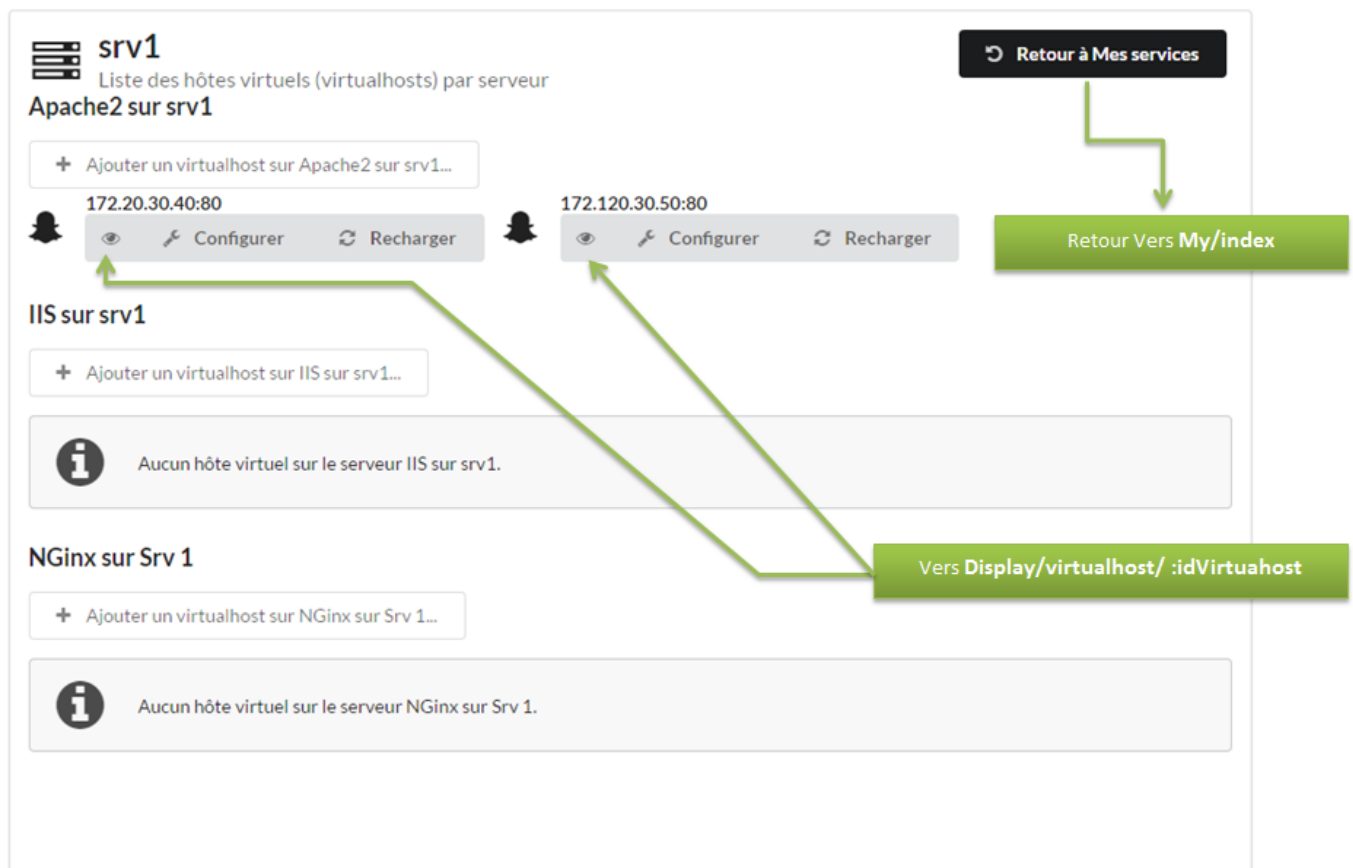 srv1
Retour à Mes services
Liste des hôtes virtuels (virtualhosts) par serveur
Apache2 sur srv1
Ajouter un virtualhost sur Apache2 sur srv1...
172.20.30.40:80
172.120.30.50:80
Configurer
Recharger
Configurer
Recharger
Retour Vers My/index
IIS sur srv1
Ajouter un virtualhost sur IIS sur srv1...
Aucun hôte virtuel sur le serveur IIS sur srv1.
NGinx sur Srv 1
Vers Display/virtualhost/ :idVirtuahost
Ajouter un virtualhost sur NGinx sur Srv 1...
Aucun hôte virtuel sur le serveur NGinx sur Srv 1.